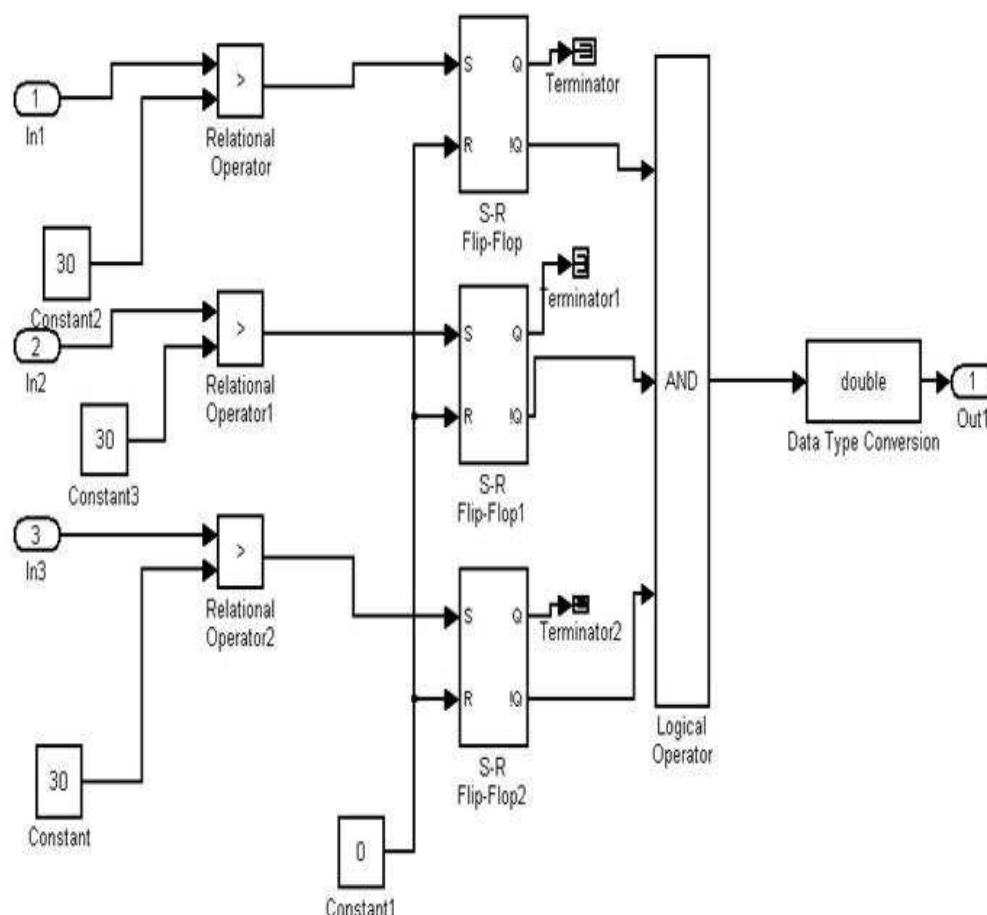 1
In1
>
Relational
Operator
30
Constant2
S
Q
R
!Q
S-R
Flip-Flop
Terminator
2
In2
>
Relational
Operator1
30
Constant3
S
Q
R
!Q
S-R
Flip-Flop1
Terminator1
3
In3
>
Relational
Operator2
30
Constant
S
Q
R
!Q
S-R
Flip-Flop2
Terminator2
0
Constant1
AND
Logical
Operator
double
Data Type Conversion
1
Out1